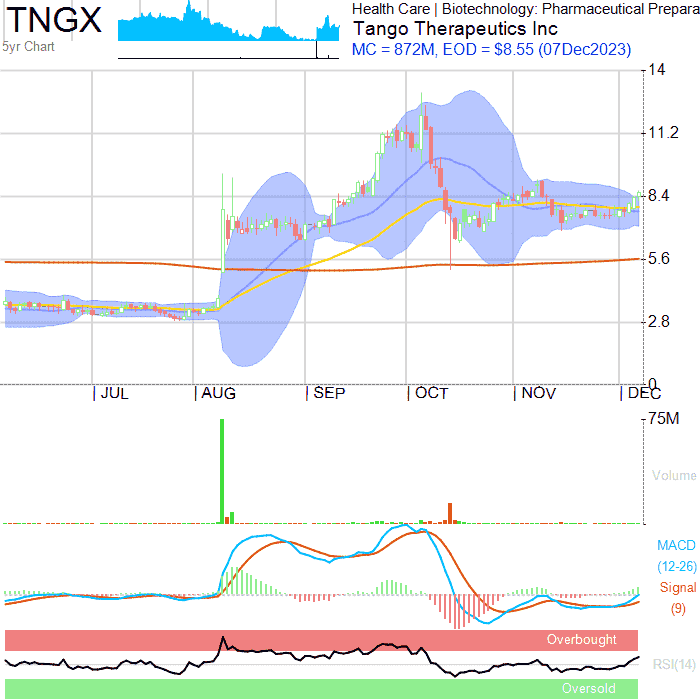 TNGX
5yr Chart
Health Care | Biotechnology: Pharmaceutical Prepara
Tango Therapeutics Inc
MC = 872M, EOD = $8.55 (07Dec2023)
14
11.2
8.4
5.6
2.8
0
JUL
AUG
SEP
OCT
NOV
DEC
75M
Volume
MACD
(12-26)
Signal
(9)
Overbought
RSI(14)
Oversold